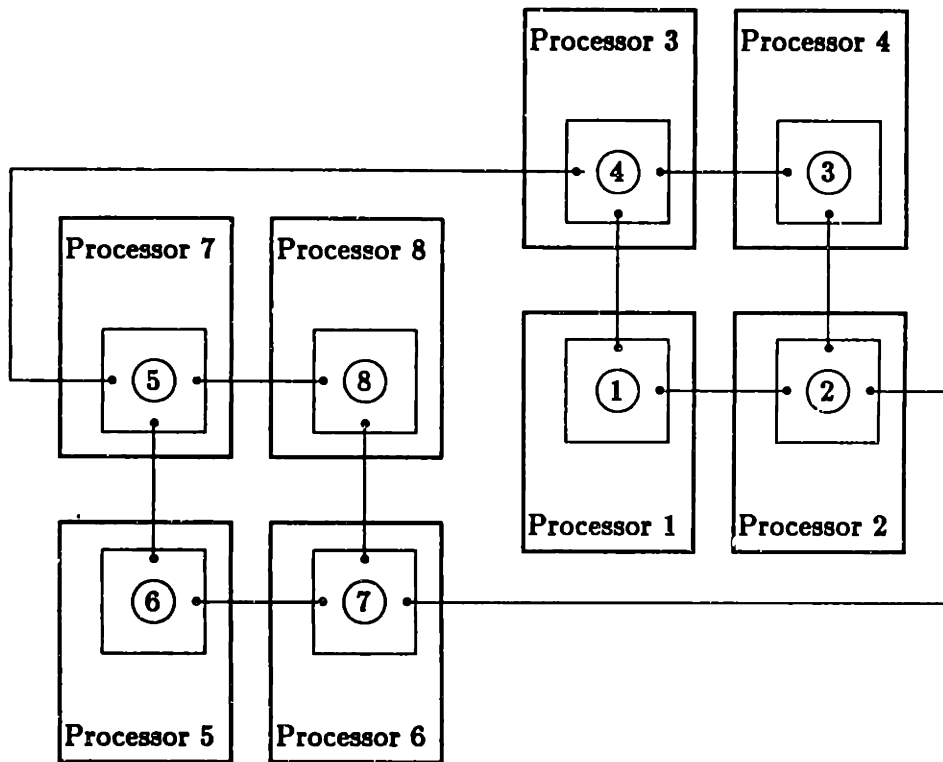 Processor 3
Processor 4
4
3
Processor 7
Processor 8
5
8
1
2
Processor 1
Processor 2
6
7
Processor 5
Processor 6